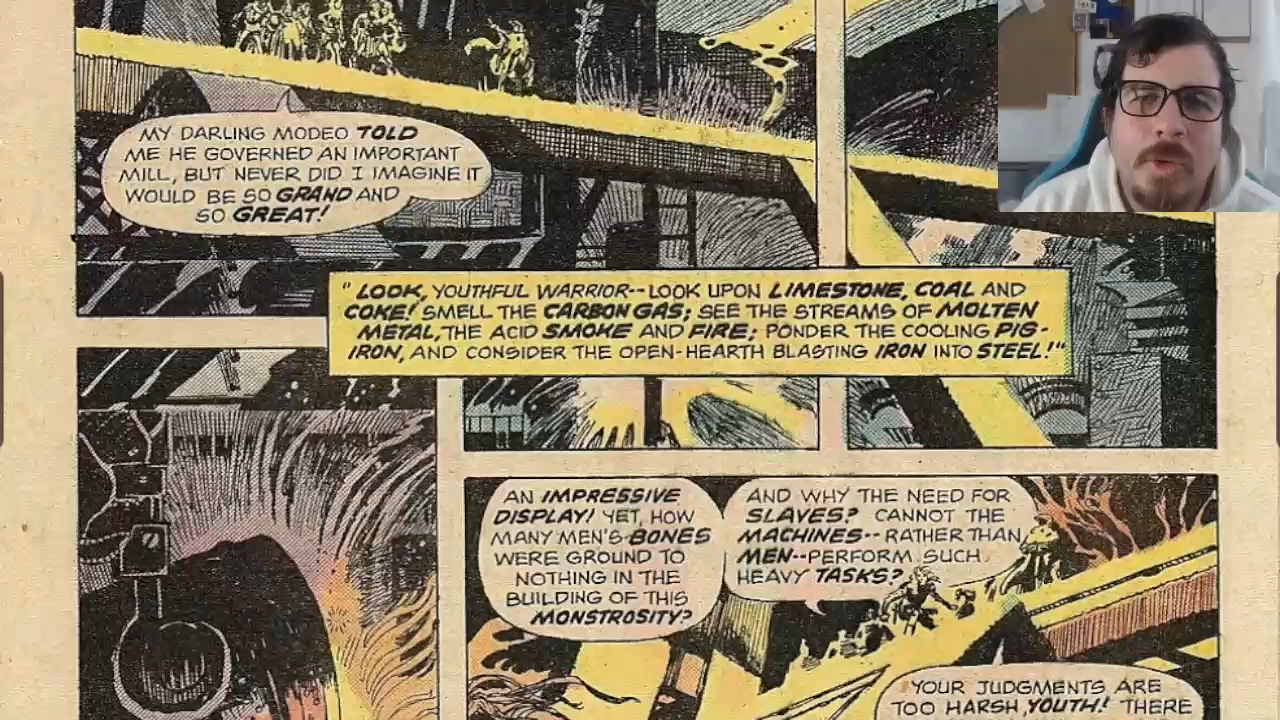 MY DARLING MODEO TOLD
ME HE GOVERNED AN IMPORTANT
MILL, BUT NEVER DID I IMAGINE IT
WOULD BE SO GRAND AND
SO GREAT!
"LOOK, YOUTHFUL WARRIOR--LOOK UPON LIMESTONE, COAL AND
COKE! SMELL THE CARBON GAS; SEE THE STREAMS OF MOLTEN
METAL, THE ACID SMOKE AND FIRE; PONDER THE COOLING PIG-
IRON, AND CONSIDER THE OPEN-HEARTH BLASTING IRON INTO STEEL!"
AN IMPRESSIVE
DISPLAY! YET, HOW
MANY MEN'S BONES
WERE GROUND TO
NOTHING IN THE
BUILDING OF THIS
MONSTROSITY?
AND WHY THE NEED FOR
SLAVES? CANNOT THE
MACHINES--RATHER THAN
MEN--PERFORM SUCH
HEAVY TASKS?
YOUR JUDGMENTS ARE
TOO HARSH, YOUTH! THERE